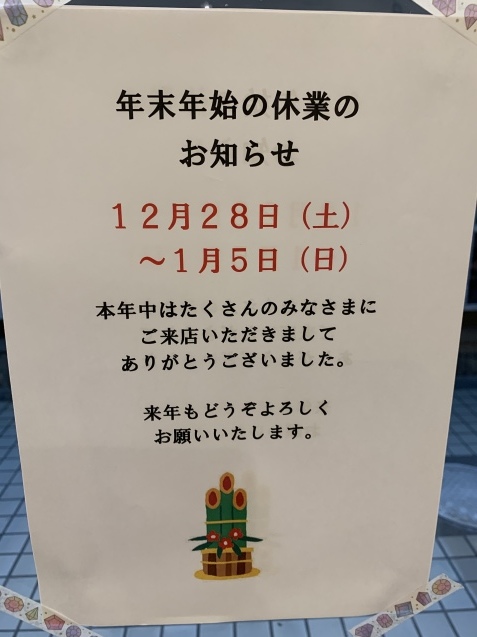 年末年始の休業の
お知らせ
１２月２８日（土）
～１月５日（日）
本年中はたくさんのみなさまに
ご来店いただきまして
ありがとうございました。
来年もどうぞよろしく
お願いいたします。